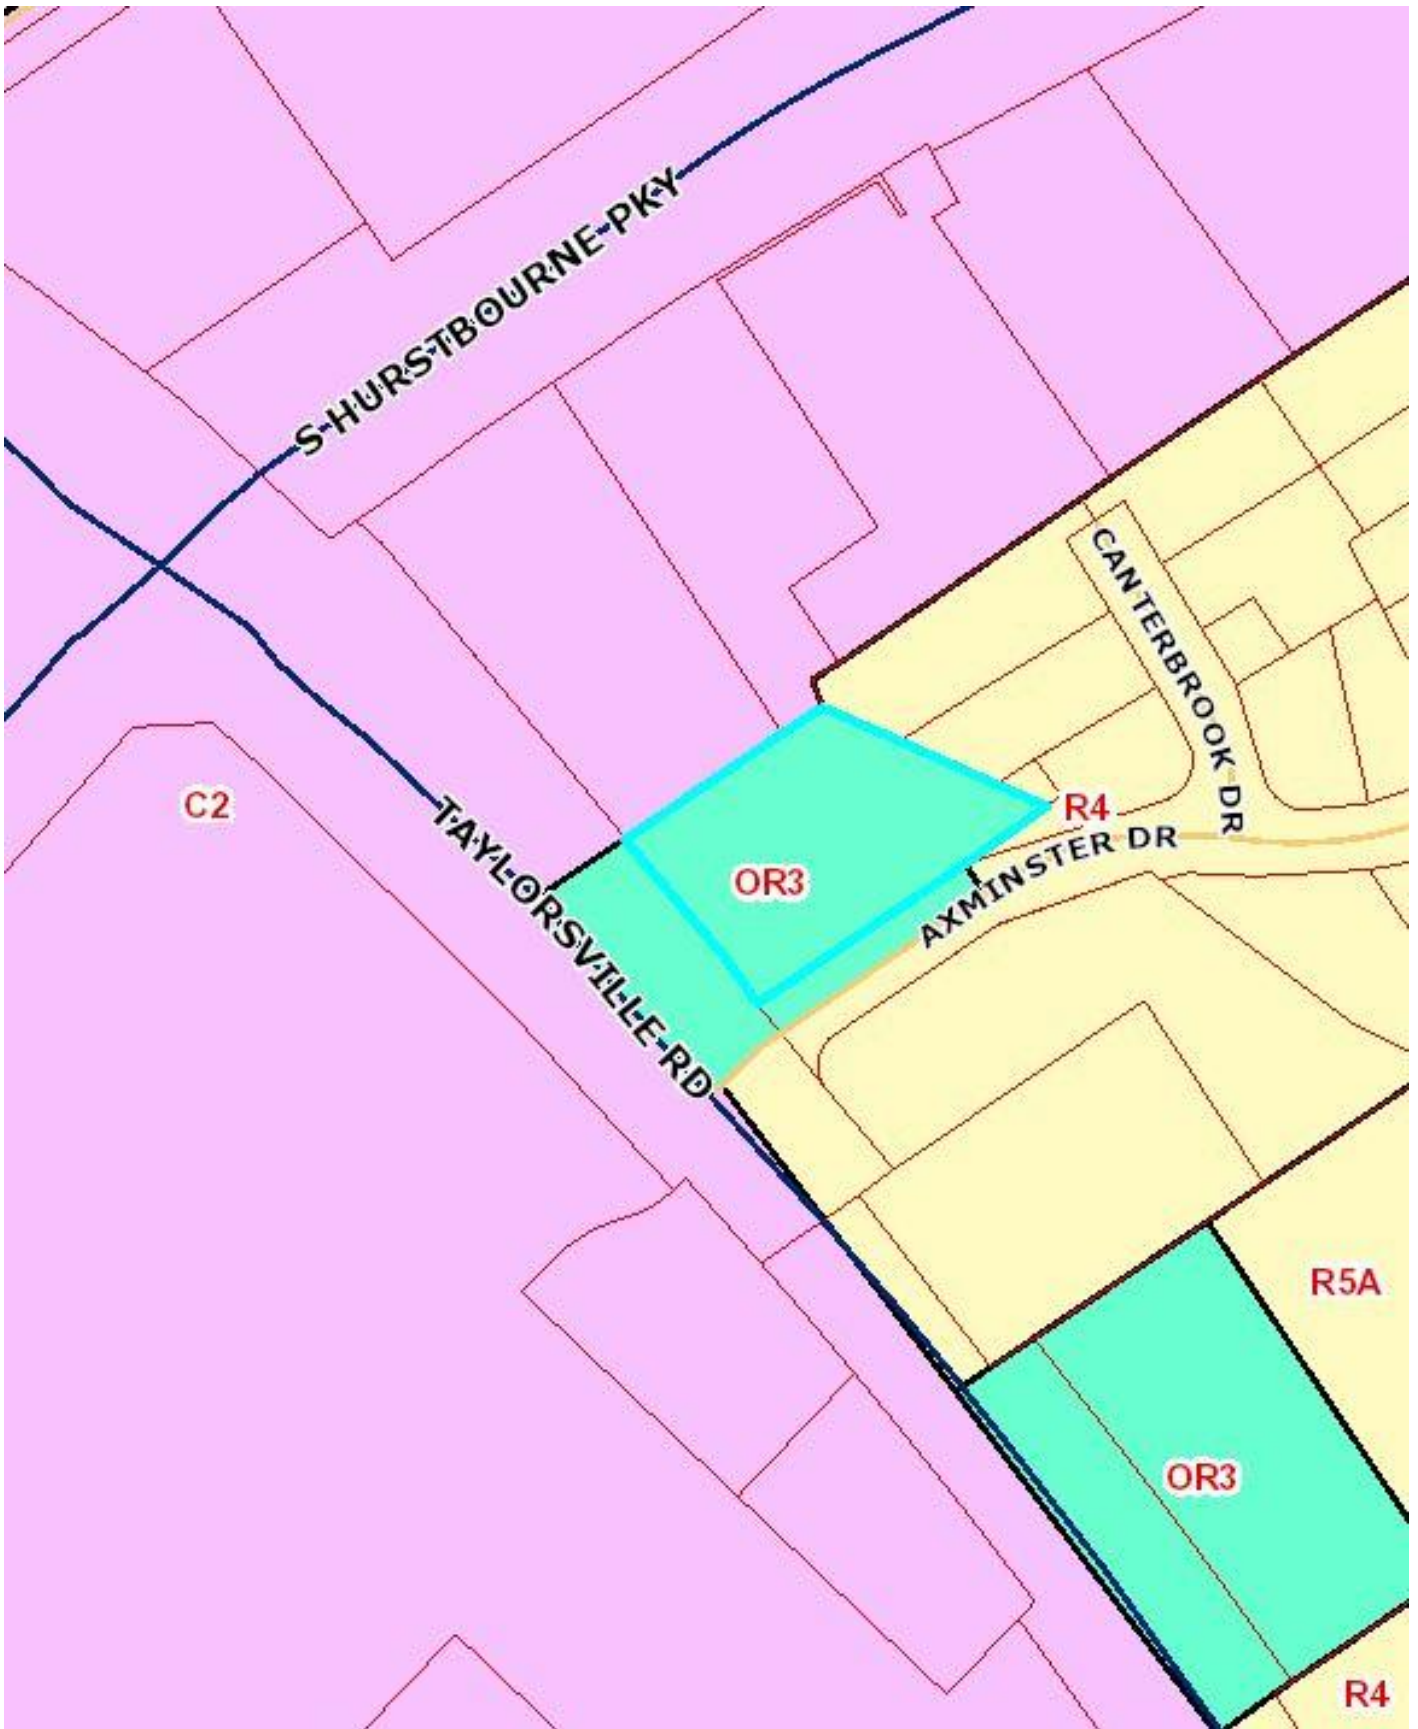 S HURSTBOURNE PKY
CANTERBROOK DR
C2
R4
TAYLORSVILLE RD
OR3
AXMINSTER DR
R5A
OR3
R4